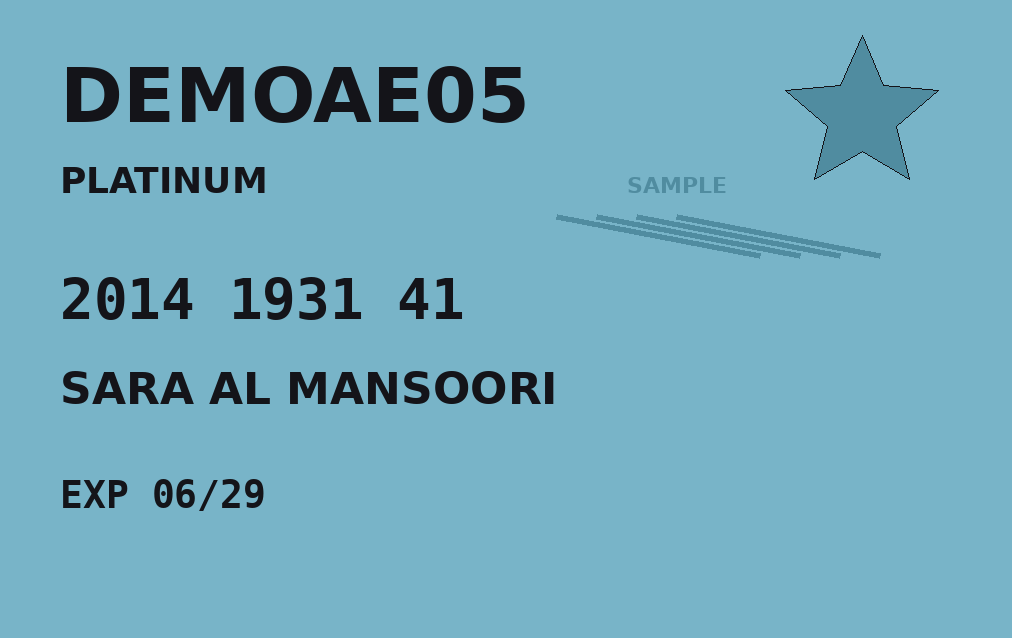 DEMOAE05
PLATINUM
SAMPLE
2014 1931 41
SARA AL MANSOORI
EXP 06/29